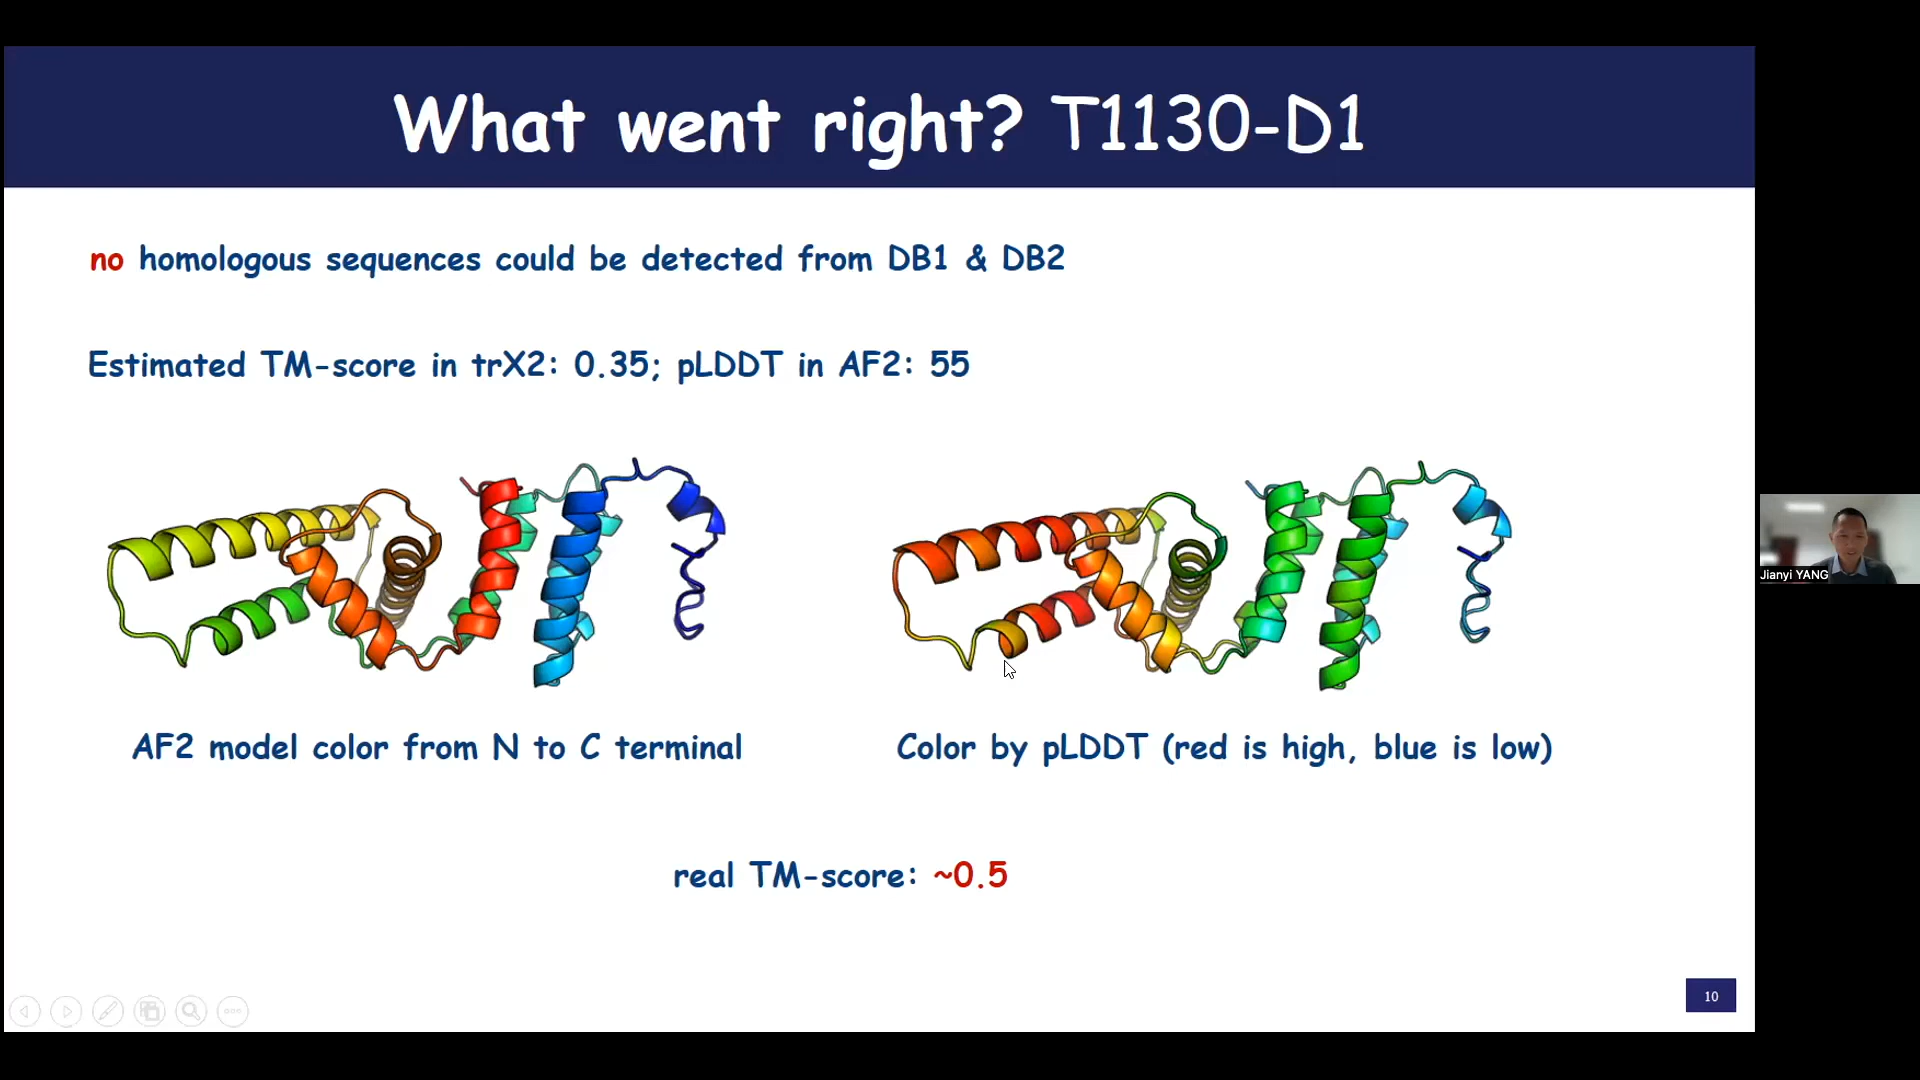 What went right? T1130-D1
no homologous sequences could be detected from DB1 & DB2
Estimated TM-score in trX2: 0.35; pLDDT in AF2: 55
AF2 model color from N to C terminal
Color by pLDDT (red is high, blue is low)
real TM-score: ~0.5
10
Jianyi YANG